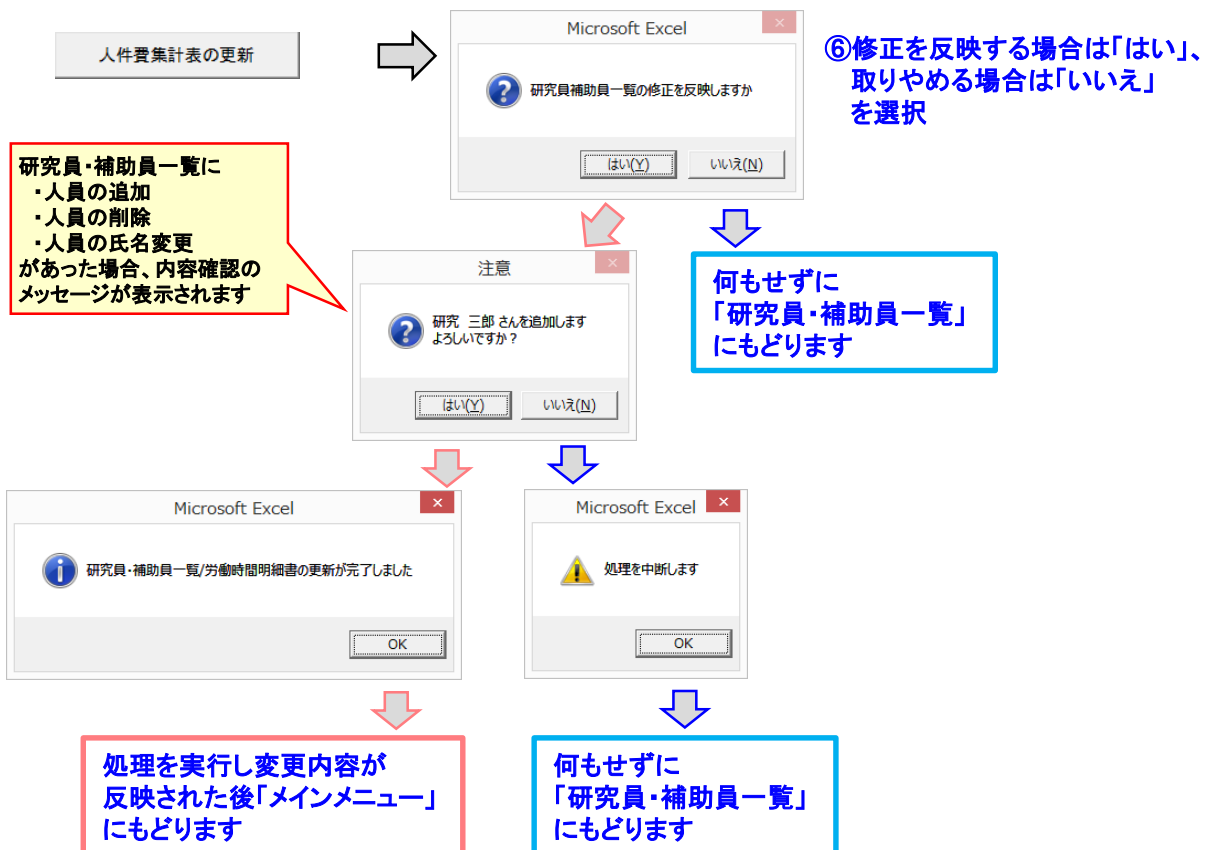 人件費集計表の更新
Microsoft Excel
研究員補助員一覧の修正を反映しますか
はい(Y)
いいえ(N)
⑥修正を反映する場合は「はい」、
取りやめる場合は「いいえ」
を選択
研究員・補助員一覧に
・人員の追加
・人員の削除
・人員の氏名変更
があった場合、内容確認の
メッセージが表示されます
注意
研究 三郎 さんを追加します
よろしいですか？
はい(Y)
いいえ(N)
何もせずに
「研究員・補助員一覧」
にもどります
Microsoft Excel
研究員・補助員一覧/労働時間明細書の更新が完了しました
OK
Microsoft Excel
処理を中断します
OK
処理を実行し変更内容が
反映された後「メインメニュー」
にもどります
何もせずに
「研究員・補助員一覧」
にもどります